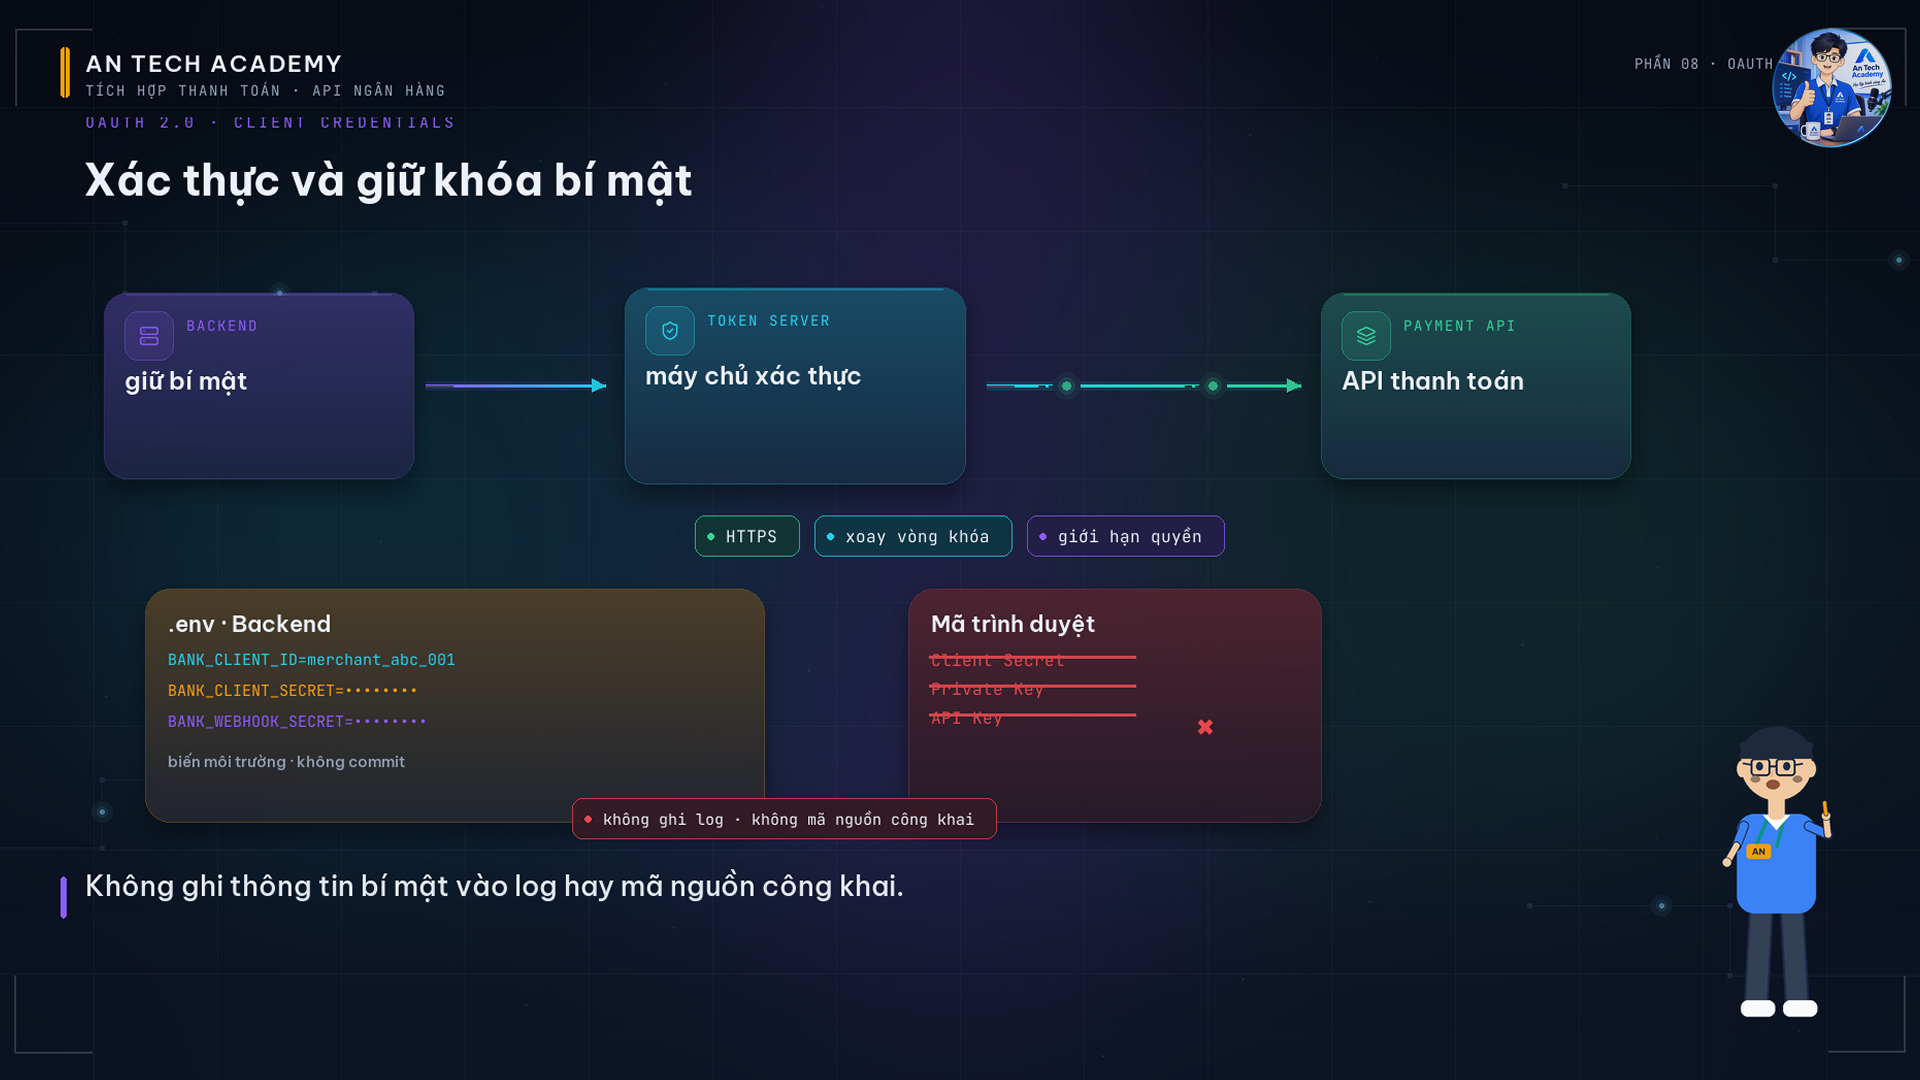 AN TECH ACADEMY
TÍCH HỢP THANH TOÁN · API NGÂN HÀNG
PHẦN 08 · OAUTH
An Tech
Academy
OAUTH 2.0 · CLIENT CREDENTIALS
Xác thực và giữ khóa bí mật
BACKEND
giữ bí mật
TOKEN SERVER
máy chủ xác thực
PAYMENT API
API thanh toán
HTTPS
xoay vòng khóa
giới hạn quyền
.env · Backend
BANK_CLIENT_ID=merchant_abc_001
BANK_CLIENT_SECRET=••••••••
BANK_WEBHOOK_SECRET=••••••••
biến môi trường · không commit
Mã trình duyệt
Client Secret
Private Key
API Key
không ghi log · không mã nguồn công khai
Không ghi thông tin bí mật vào log hay mã nguồn công khai.
AN